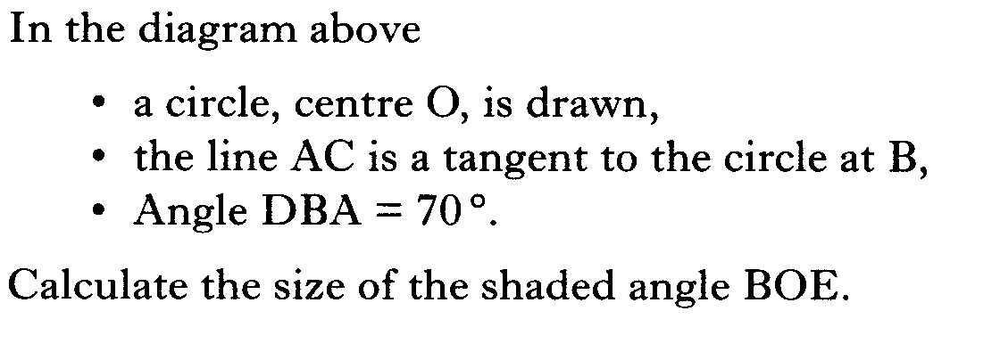 In the diagram above
• a circle, centre O, is drawn,
• the line AC is a tangent to the circle at B,
• Angle DBA = 70°.
Calculate the size of the shaded angle BOE.